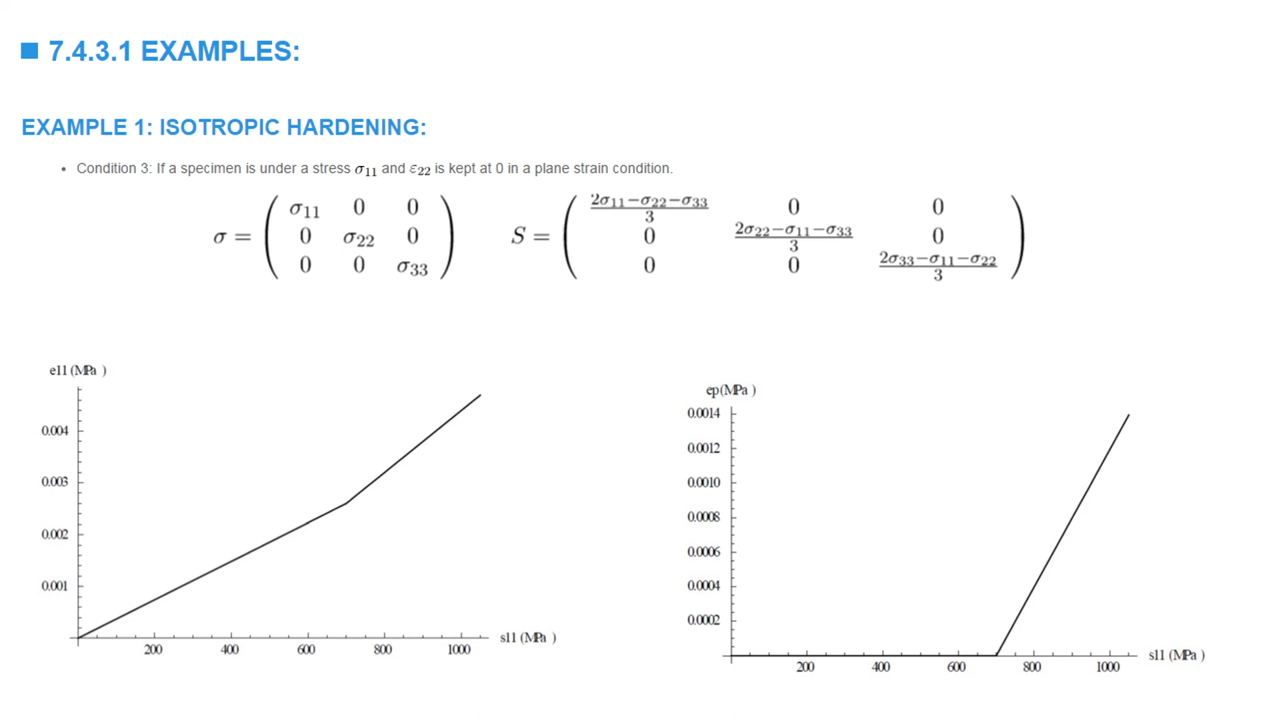 7.4.3.1 EXAMPLES:
EXAMPLE 1: ISOTROPIC HARDENING:
• Condition 3: If a specimen is under a stress σ₁₁ and ε₂₂ is kept at 0 in a plane strain condition.
σ = ( σ₁₁ 0 0
0 σ₂₂ 0
0 0 σ₃₃ )
S = ( (2σ₁₁−σ₂₂−σ₃₃)/3 0 0
0 (2σ₂₂−σ₁₁−σ₃₃)/3 0
0 0 (2σ₃₃−σ₁₁−σ₂₂)/3 )
e11 (MPa )
0.004
0.003
0.002
0.001
200 400 600 800 1000
s11 (MPa )
ep(MPa )
0.0014
0.0012
0.0010
0.0008
0.0006
0.0004
0.0002
200 400 600 800 1000
s11 (MPa )